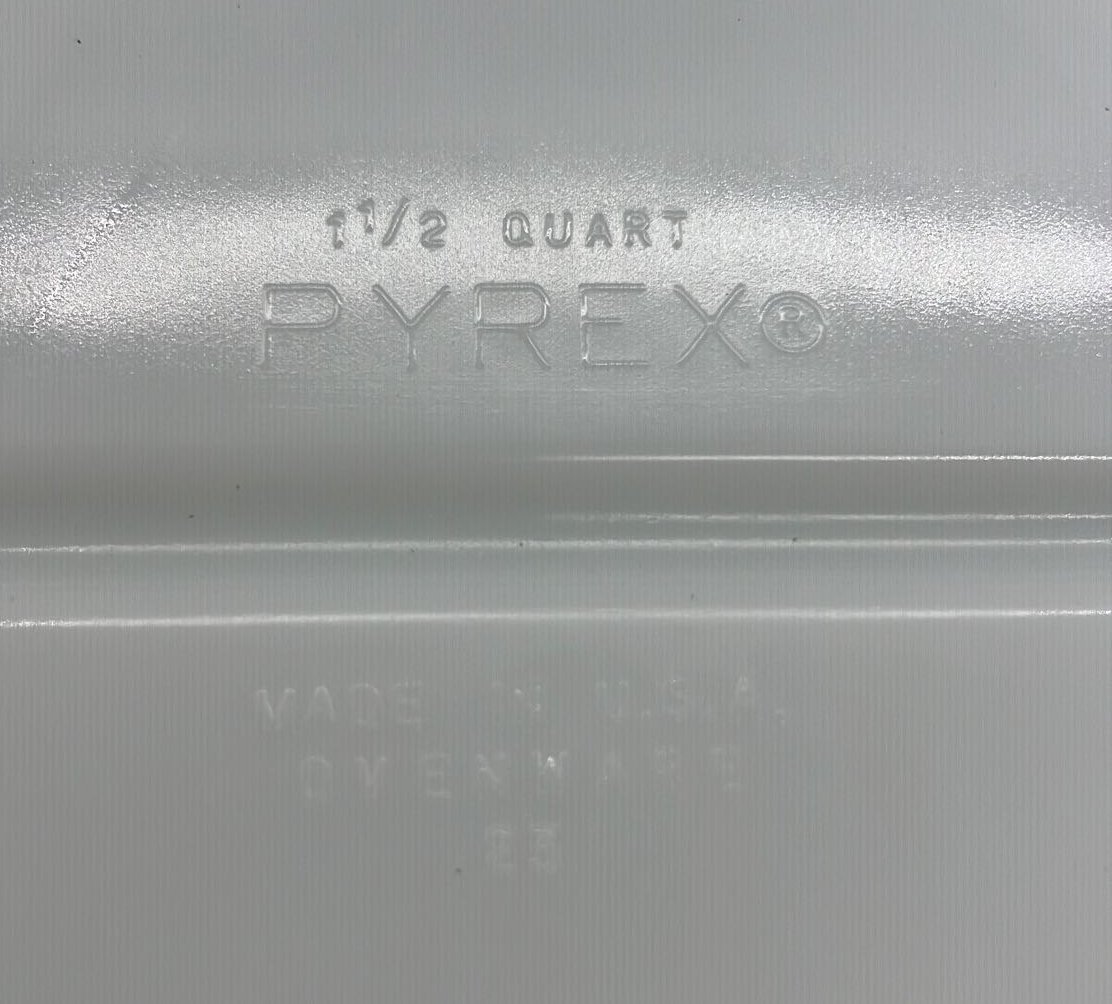 1 1/2 QUART
PYREX®
MADE IN U.S.A.
OVENWARE